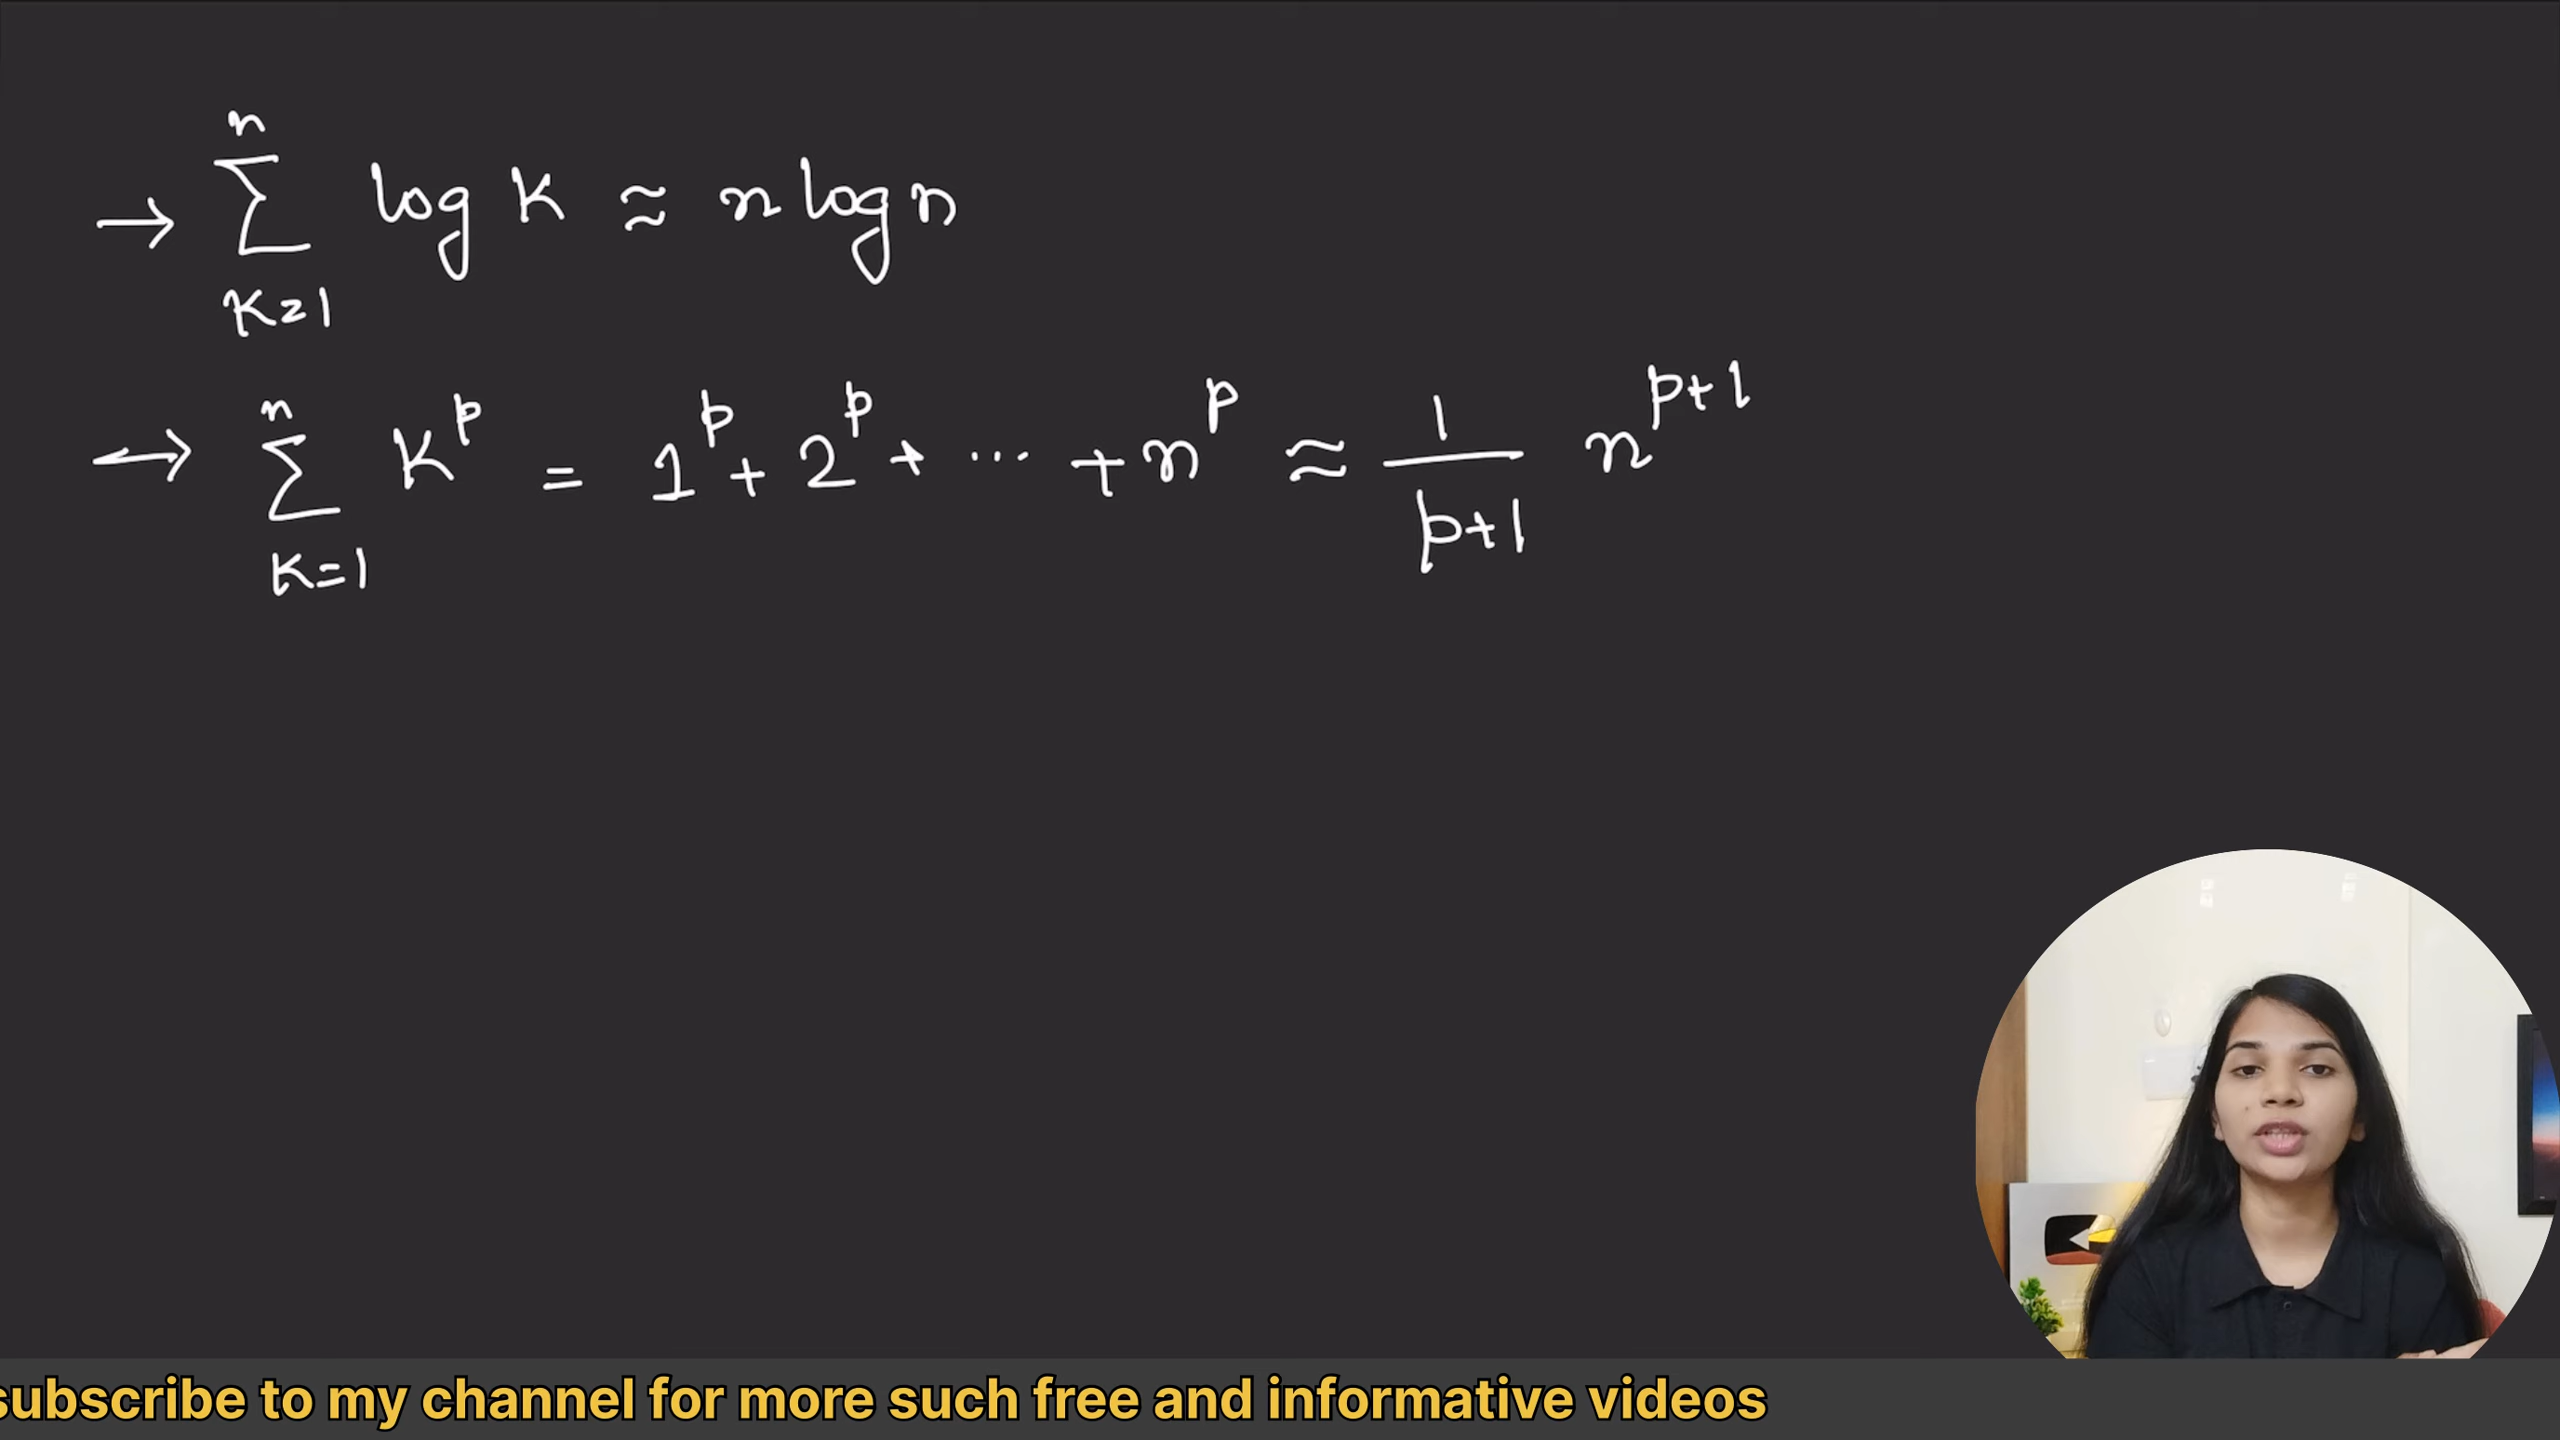 → n ∑ K=1 log K ≈ n log n
→ n ∑ K=1 K^p = 1^p + 2^p + ... + n^p ≈ 1/(p+1) n^(p+1)
subscribe to my channel for more such free and informative videos